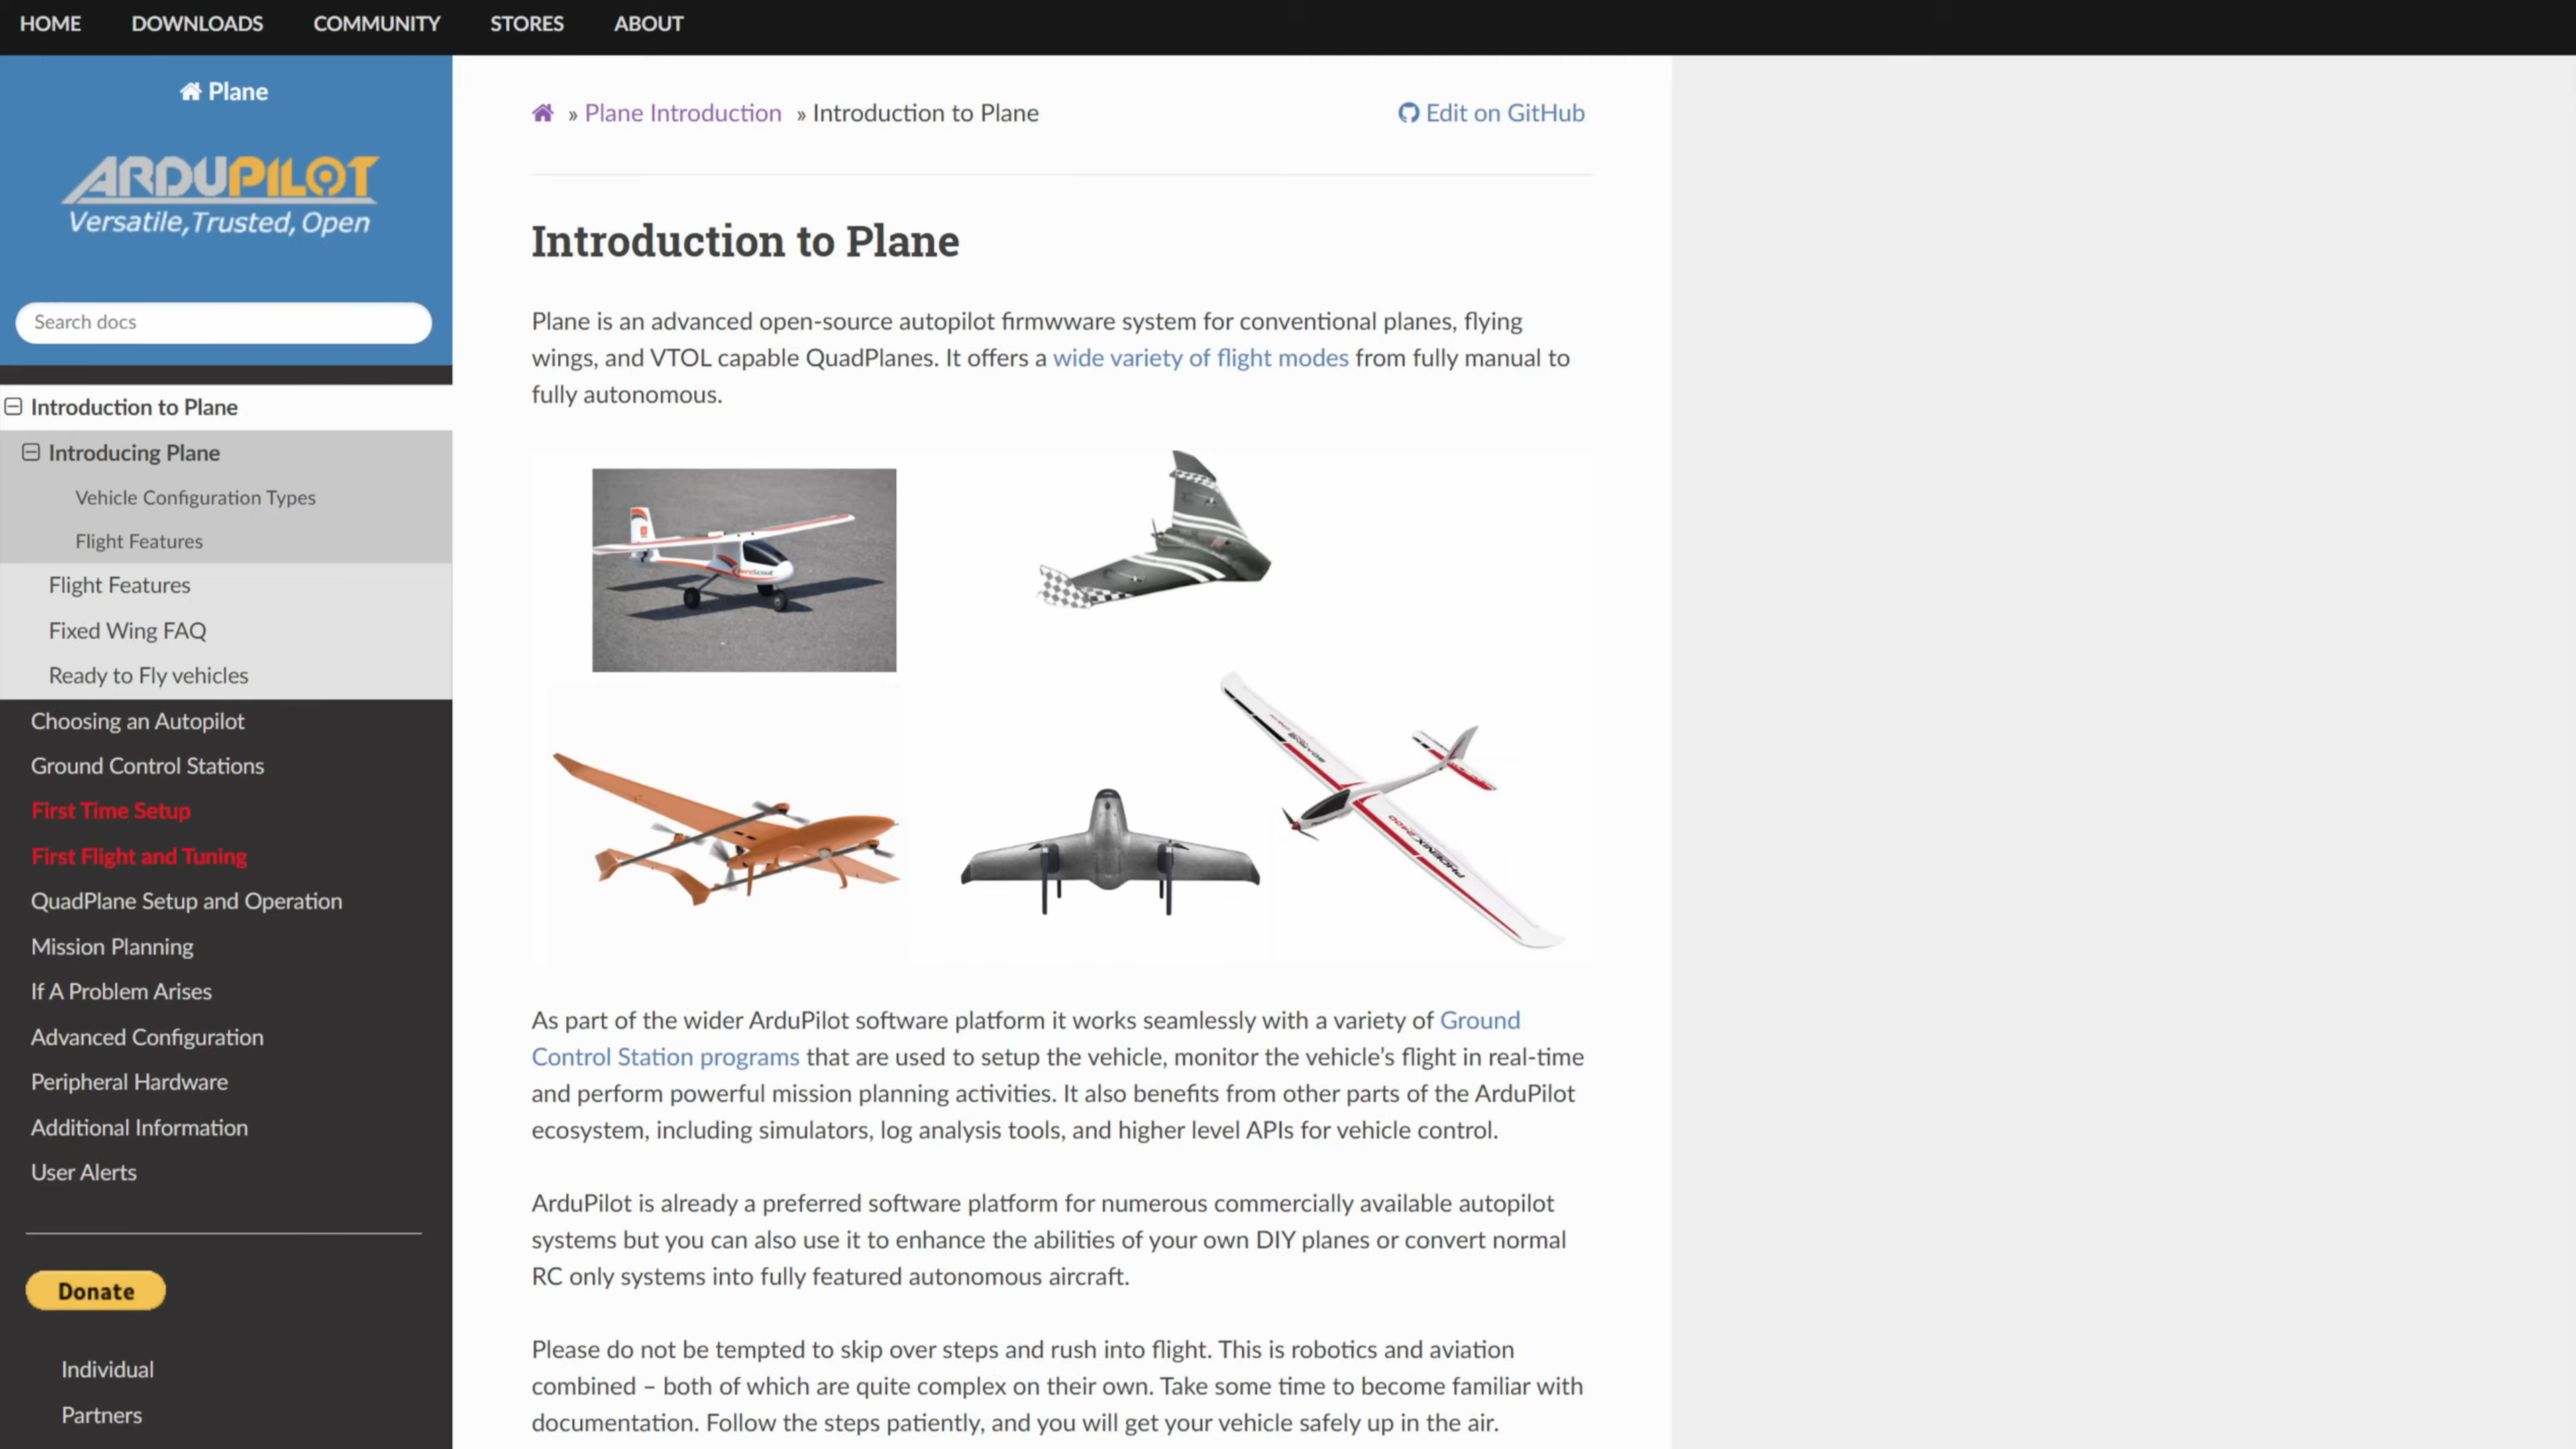 HOME DOWNLOADS COMMUNITY STORES ABOUT
Plane
ARDUPILOT
Versatile, Trusted, Open
Search docs
Introduction to Plane
Introducing Plane
Vehicle Configuration Types
Flight Features
Flight Features
Fixed Wing FAQ
Ready to Fly vehicles
Choosing an Autopilot
Ground Control Stations
First Time Setup
First Flight and Tuning
QuadPlane Setup and Operation
Mission Planning
If A Problem Arises
Advanced Configuration
Peripheral Hardware
Additional Information
User Alerts
Donate
Individual
Partners
» Plane Introduction » Introduction to Plane
Edit on GitHub
Introduction to Plane
Plane is an advanced open-source autopilot firmwware system for conventional planes, flying
wings, and VTOL capable QuadPlanes. It offers a wide variety of flight modes from fully manual to
fully autonomous.
PHOENIX 2400
As part of the wider ArduPilot software platform it works seamlessly with a variety of Ground
Control Station programs that are used to setup the vehicle, monitor the vehicle's flight in real-time
and perform powerful mission planning activities. It also benefits from other parts of the ArduPilot
ecosystem, including simulators, log analysis tools, and higher level APIs for vehicle control.
ArduPilot is already a preferred software platform for numerous commercially available autopilot
systems but you can also use it to enhance the abilities of your own DIY planes or convert normal
RC only systems into fully featured autonomous aircraft.
Please do not be tempted to skip over steps and rush into flight. This is robotics and aviation
combined – both of which are quite complex on their own. Take some time to become familiar with
documentation. Follow the steps patiently, and you will get your vehicle safely up in the air.